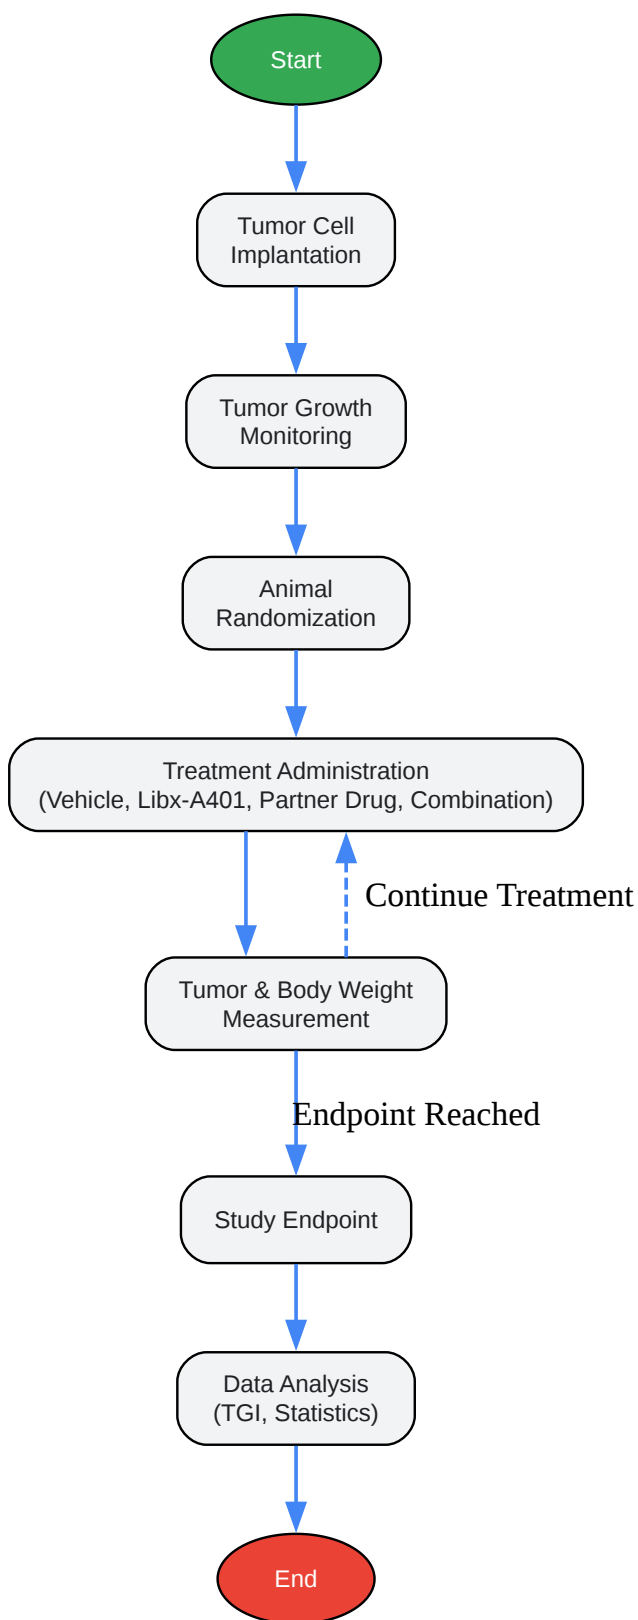 Start
Tumor Cell
Implantation
Tumor Growth
Monitoring
Animal
Randomization
Treatment Administration
(Vehicle, Libx-A401, Partner Drug, Combination)
Continue Treatment
Tumor & Body Weight
Measurement
Endpoint Reached
Study Endpoint
Data Analysis
(TGI, Statistics)
End